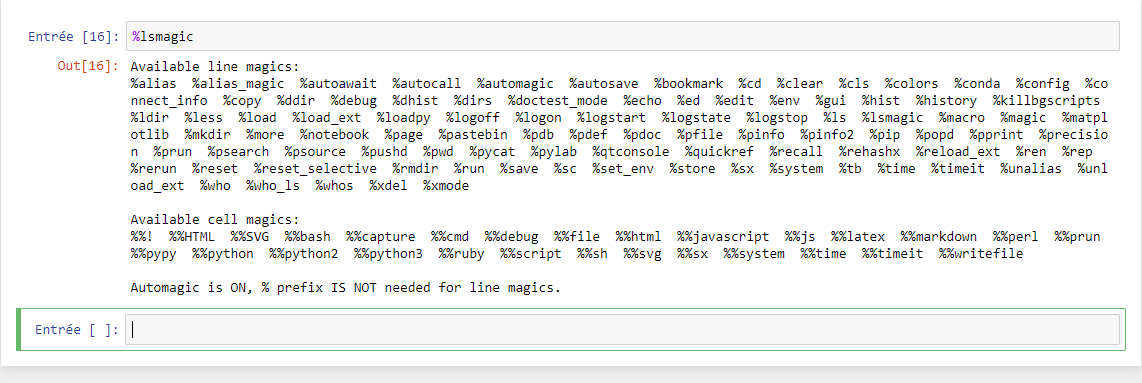 Entrée [16]: %lsmagic
Out[16]: Available line magics:
%alias %alias_magic %autoawait %autocall %automagic %autosave %bookmark %cd %clear %cls %colors %conda %config %co
nnect_info %copy %ddir %debug %dhist %dirs %doctest_mode %echo %ed %edit %env %gui %hist %history %killbgscripts
%ldir %less %load %load_ext %loadpy %logoff %logon %logstart %logstate %logstop %ls %lsmagic %macro %magic %matpl
otlib %mkdir %more %notebook %page %pastebin %pdb %pdef %pdoc %pfile %pinfo %pinfo2 %pip %popd %pprint %precisio
n %prun %psearch %psource %pushd %pwd %pycat %pylab %qtconsole %quickref %recall %rehashx %reload_ext %ren %rep
%rerun %reset %reset_selective %rmdir %run %save %sc %set_env %store %sx %system %tb %time %timeit %unalias %unl
oad_ext %who %who_ls %whos %xdel %xmode
Available cell magics:
%%! %%HTML %%SVG %%bash %%capture %%cmd %%debug %%file %%html %%javascript %%js %%latex %%markdown %%perl %%prun
%%pypy %%python %%python2 %%python3 %%ruby %%script %%sh %%svg %%sx %%system %%time %%timeit %%writefile
Automagic is ON, % prefix IS NOT needed for line magics.
Entrée [ ]: